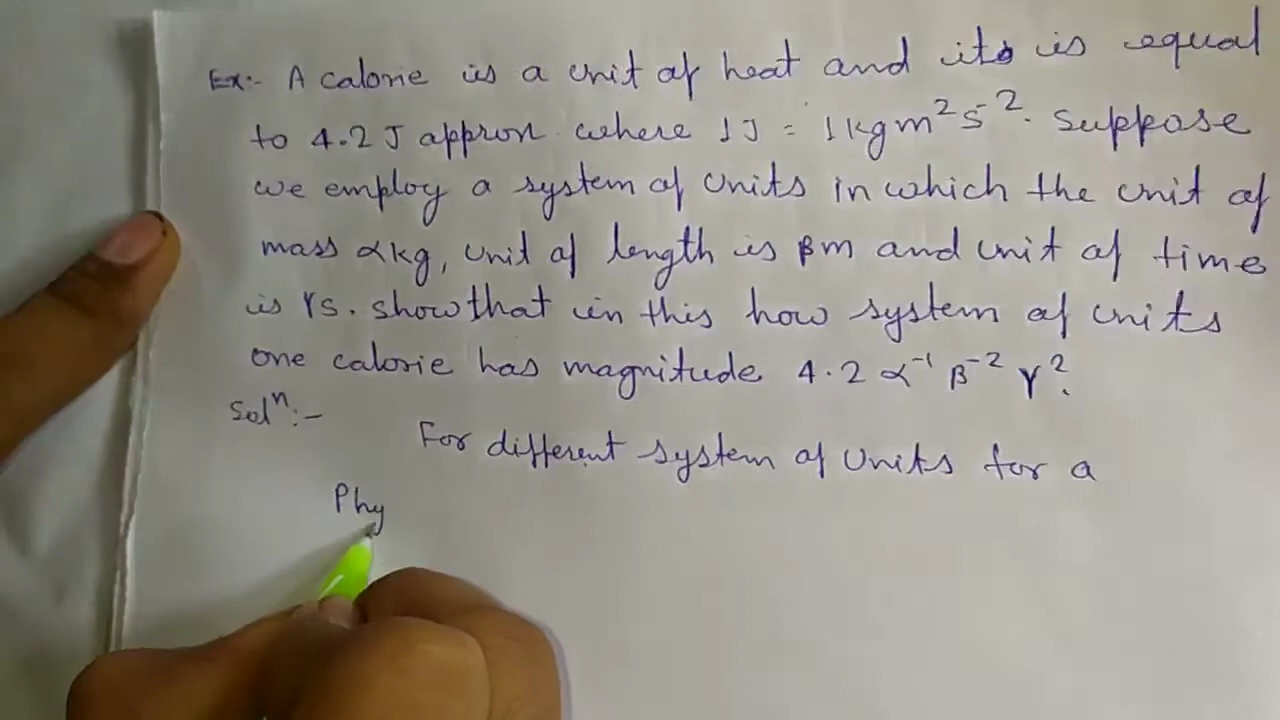 Ex:- A calorie is a unit of heat and its is equal
to 4.2 J appron where 1J = 1kgm²s⁻². Suppose
we employ a system of units in which the unit of
mass αkg, unit of length is βm and unit of time
is γs. show that in this how system of units
one calorie has magnitude 4.2 α⁻¹ β⁻² γ²?
Solⁿ:-
For different system of units for a
Phy